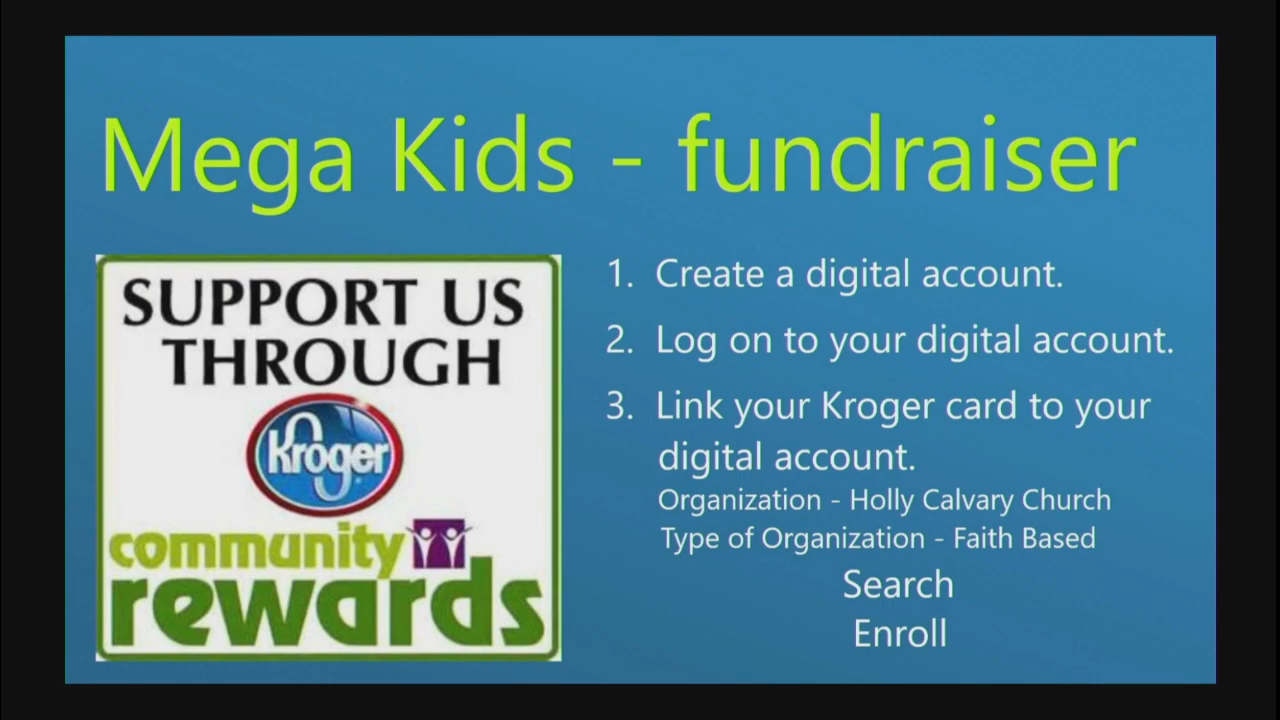 Mega Kids - fundraiser
SUPPORT US
THROUGH
Kroger
community
rewards
1. Create a digital account.
2. Log on to your digital account.
3. Link your Kroger card to your
digital account.
Organization - Holly Calvary Church
Type of Organization - Faith Based
Search
Enroll